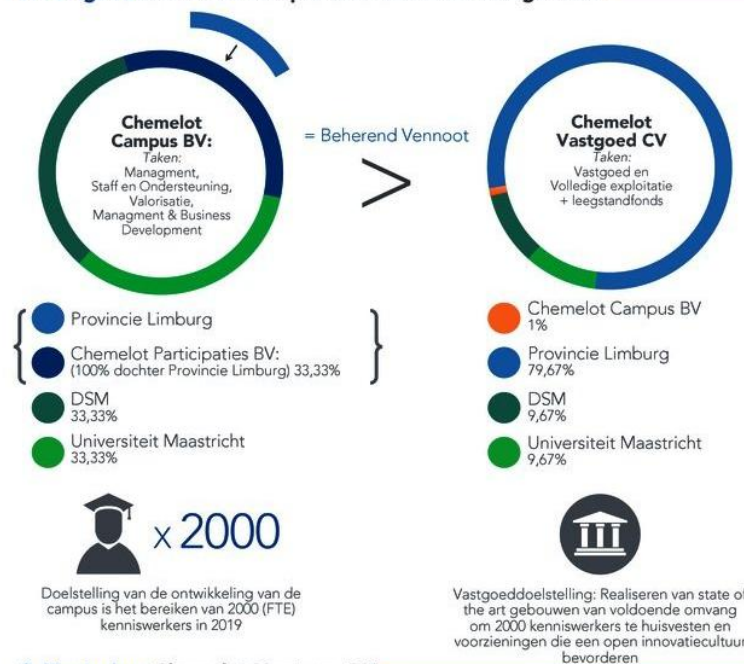 Chemelot
Campus BV:
Taken:
Managment,
Staff en Ondersteuning,
Valorisatie,
Managment & Business
Development
= Beherend Vennoot
>
Chemelot
Vastgoed CV
Taken:
Vastgoed en
Volledige exploitatie
+ leegstandfonds
Provincie Limburg
Chemelot Participaties BV:
(100% dochter Provincie Limburg) 33,33%
DSM
33,33%
Universiteit Maastricht
33,33%
Chemelot Campus BV
1%
Provincie Limburg
79,67%
DSM
9,67%
Universiteit Maastricht
9,67%
x 2000
Doelstelling van de ontwikkeling van de
campus is het bereiken van 2000 (FTE)
kenniswerkers in 2019
Vastgoeddoelstelling: Realiseren van state of
the art gebouwen van voldoende omvang
om 2000 kenniswerkers te huisvesten en
voorzieningen die een open innovatiecultuur
bevorderen